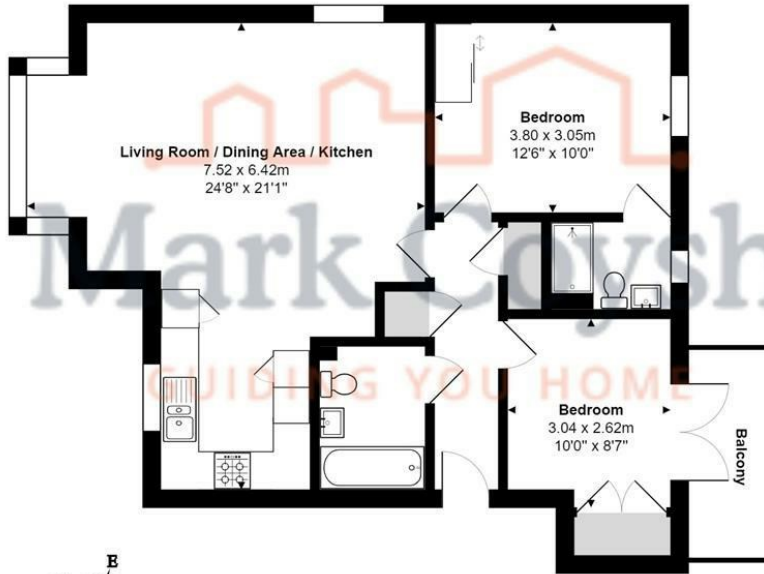 Bedroom
3.80 x 3.05m
12'6" x 10'0"
Living Room / Dining Area / Kitchen
7.52 x 6.42m
24'8" x 21'1"
Mark Coysh
GUIDING YOU HOME
Bedroom
3.04 x 2.62m
10'0" x 8'7"
Balcony
E